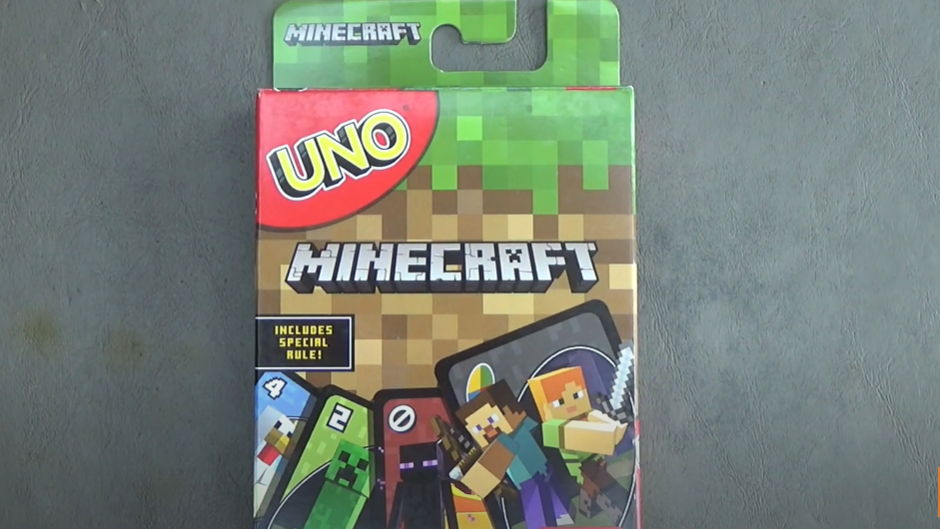 MINECRAFT
UNO
MINECRAFT
INCLUDES
SPECIAL
RULE!
4
2